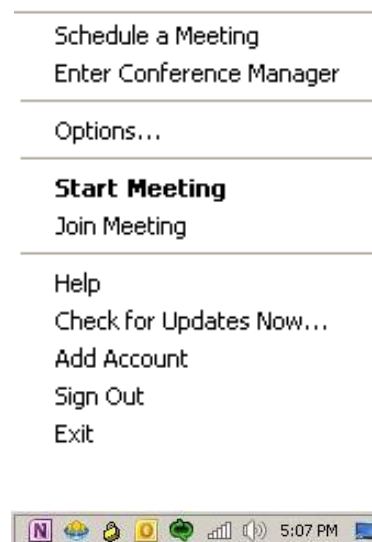 Schedule a Meeting
Enter Conference Manager
Options...
Start Meeting
Join Meeting
Help
Check for Updates Now...
Add Account
Sign Out
Exit
N O 5:07 PM